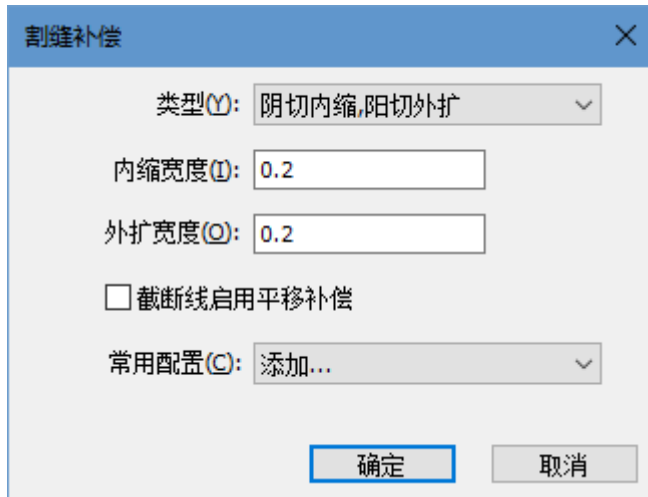 割缝补偿
类型(Y): 阴切内缩,阳切外扩
内缩宽度(I): 0.2
外扩宽度(O): 0.2
截断线启用平移补偿
常用配置(C): 添加...
确定 取消